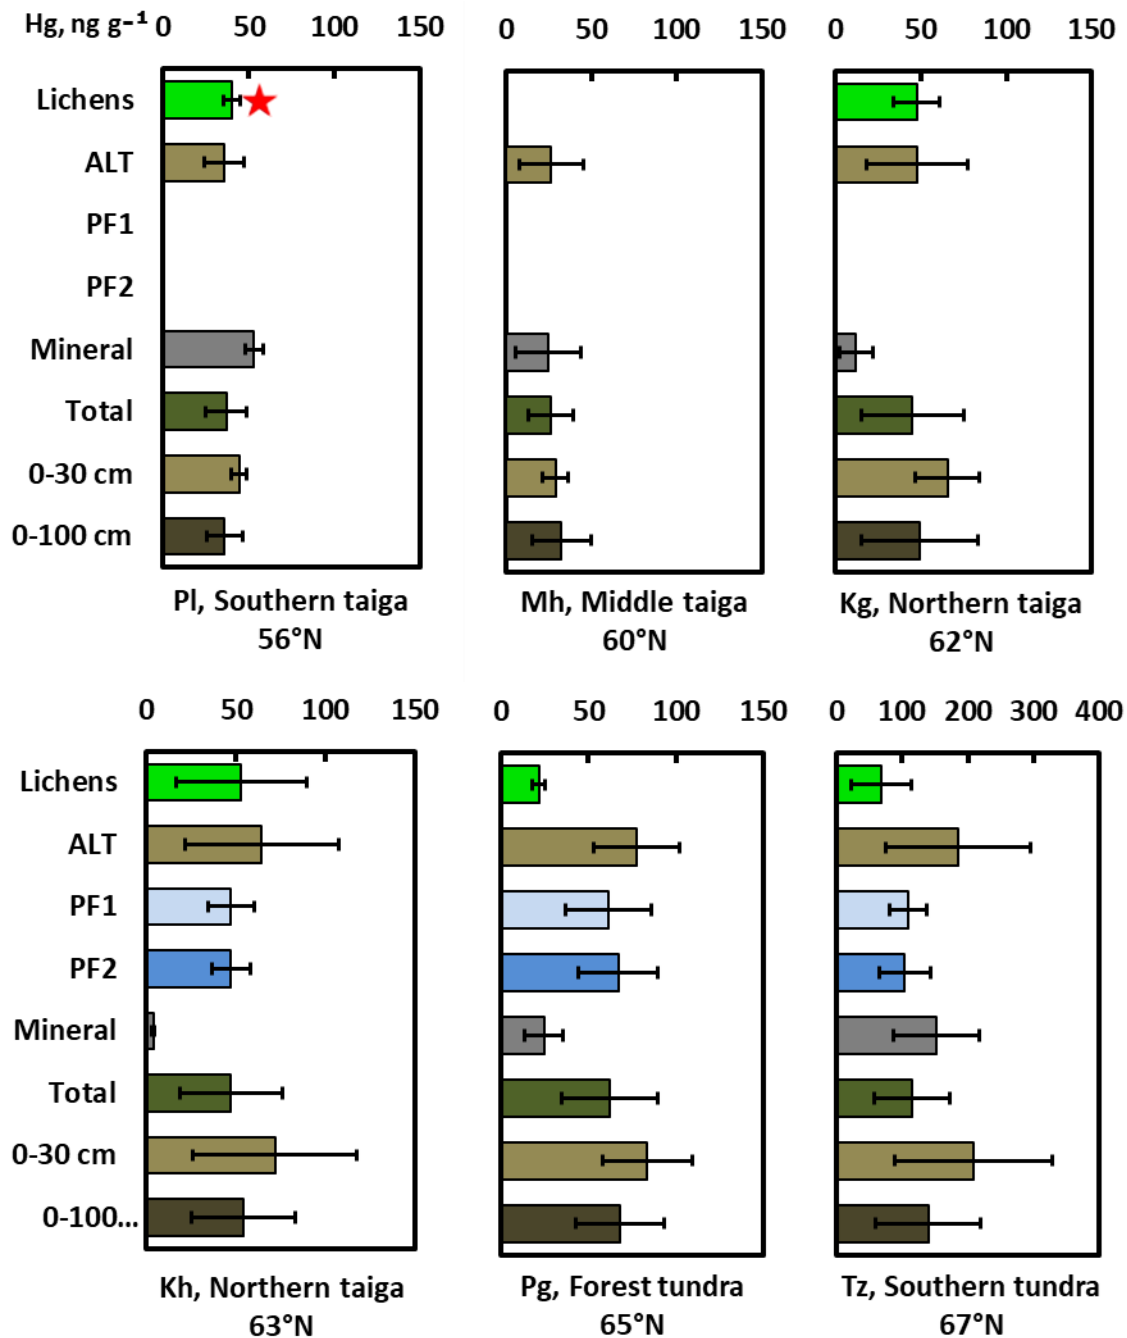 Hg, ng g⁻¹ 0 50 100 150
0 50 100 150
0 50 100 150
Lichens
ALT
PF1
PF2
Mineral
Total
0-30 cm
0-100 cm
Pl, Southern taiga
56°N
Mh, Middle taiga
60°N
Kg, Northern taiga
62°N
0 50 100 150
0 50 100 150
0 100 200 300 400
Lichens
ALT
PF1
PF2
Mineral
Total
0-30 cm
0-100...
Kh, Northern taiga
63°N
Pg, Forest tundra
65°N
Tz, Southern tundra
67°N